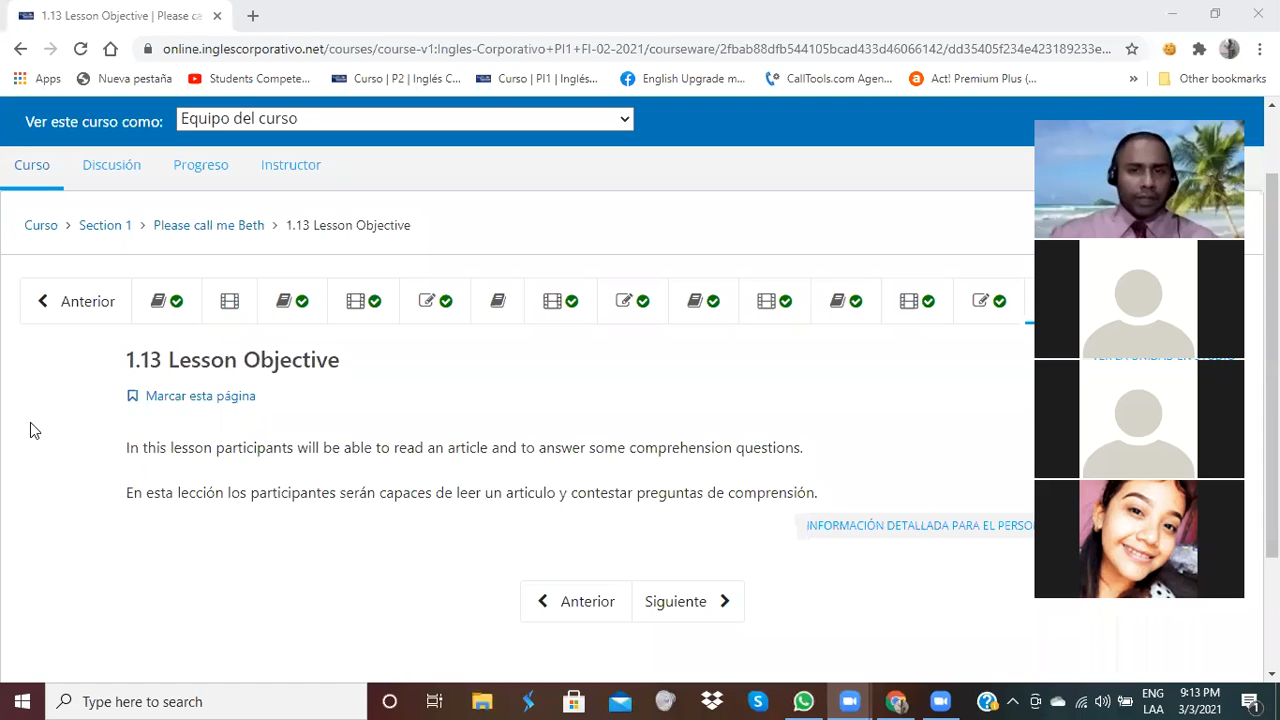 1.13 Lesson Objective | Please ca
online.inglescorporativo.net/courses/course-v1:Ingles-Corporativo+PI1+FI-02-2021/courseware/2fbab88dfb544105bcad433d46066142/dd35405f234e423189233e...
Apps Nueva pestaña Students Compete... Curso | P2 | Inglés C... Curso | PI1 | Inglés... English Upgrade m... CallTools.com Agen... Act! Premium Plus (... » Other bookmarks
Ver este curso como: Equipo del curso
Curso Discusión Progreso Instructor
Curso > Section 1 > Please call me Beth > 1.13 Lesson Objective
Anterior
1.13 Lesson Objective
Marcar esta página
In this lesson participants will be able to read an article and to answer some comprehension questions.
En esta lección los participantes serán capaces de leer un articulo y contestar preguntas de comprensión.
INFORMACIÓN DETALLADA PARA EL PERSO
Anterior Siguiente
Type here to search
ENG 9:13 PM
LAA 3/3/2021